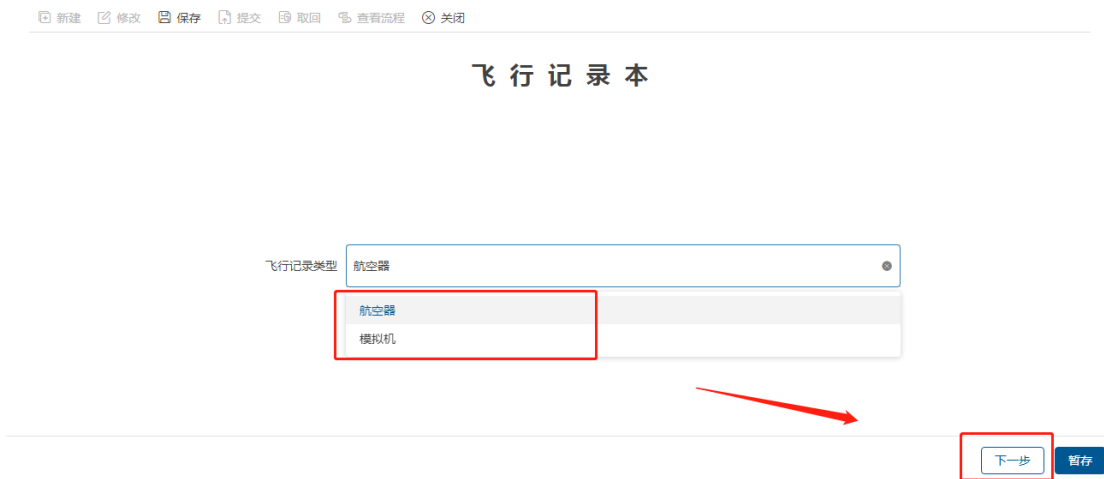 新建 修改 保存 提交 取回 查看流程 关闭
飞行记录本
飞行记录类型 航空器
航空器
模拟机
下一步 暂存